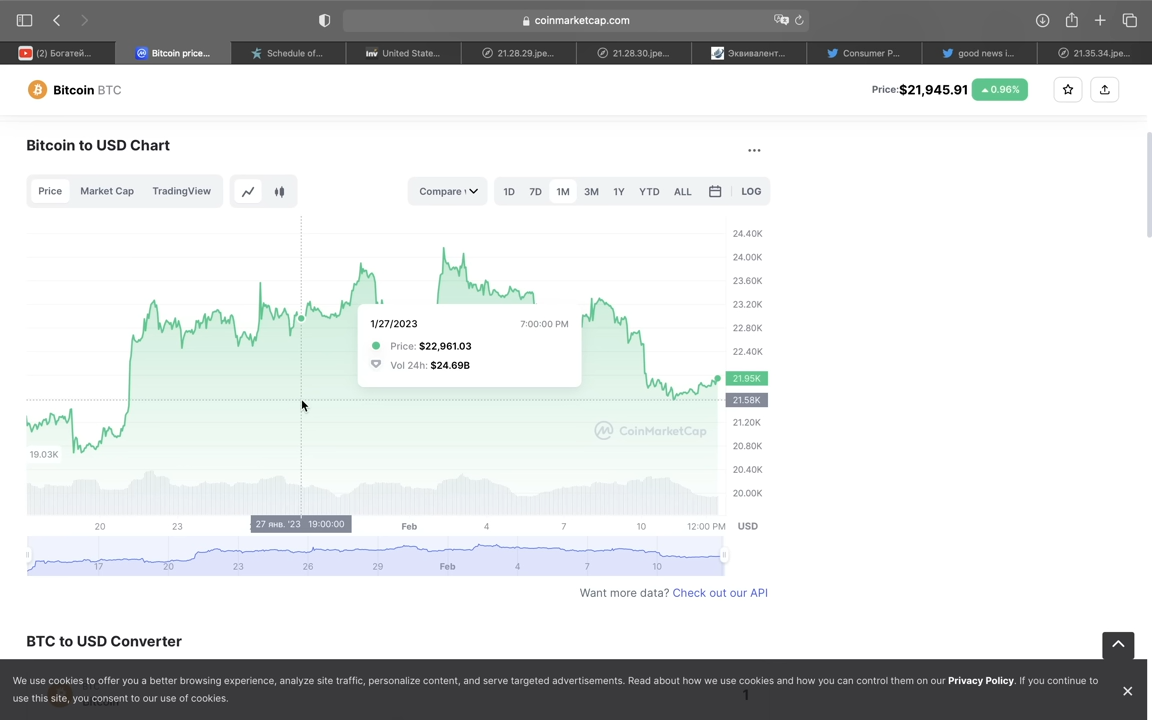 coinmarketcap.com
(2) Богатей...
Bitcoin price...
Schedule of...
Inv United State...
21.28.29.jpe...
21.28.30.jpe...
Эквивалент...
Consumer P...
good news i...
21.35.34.jpe...
Bitcoin BTC
Price:$21,945.91 0.96%
Bitcoin to USD Chart
Price Market Cap TradingView
Compare
1D 7D 1M 3M 1Y YTD ALL LOG
24.40K
24.00K
23.60K
23.20K
22.80K
22.40K
21.95K
21.58K
21.20K
20.80K
20.40K
20.00K
1/27/2023 7:00:00 PM
Price: $22,961.03
Vol 24h: $24.69B
CoinMarketCap
19.03K
20 23 27 янв. '23 19:00:00 Feb 4 7 10 12:00 PM USD
17 20 23 26 29 Feb 4 7 10
Want more data? Check out our API
BTC to USD Converter
We use cookies to offer you a better browsing experience, analyze site traffic, personalize content, and serve targeted advertisements. Read about how we use cookies and how you can control them on our Privacy Policy. If you continue to
use this site, you consent to our use of cookies.
BTC
Bitcoin
1